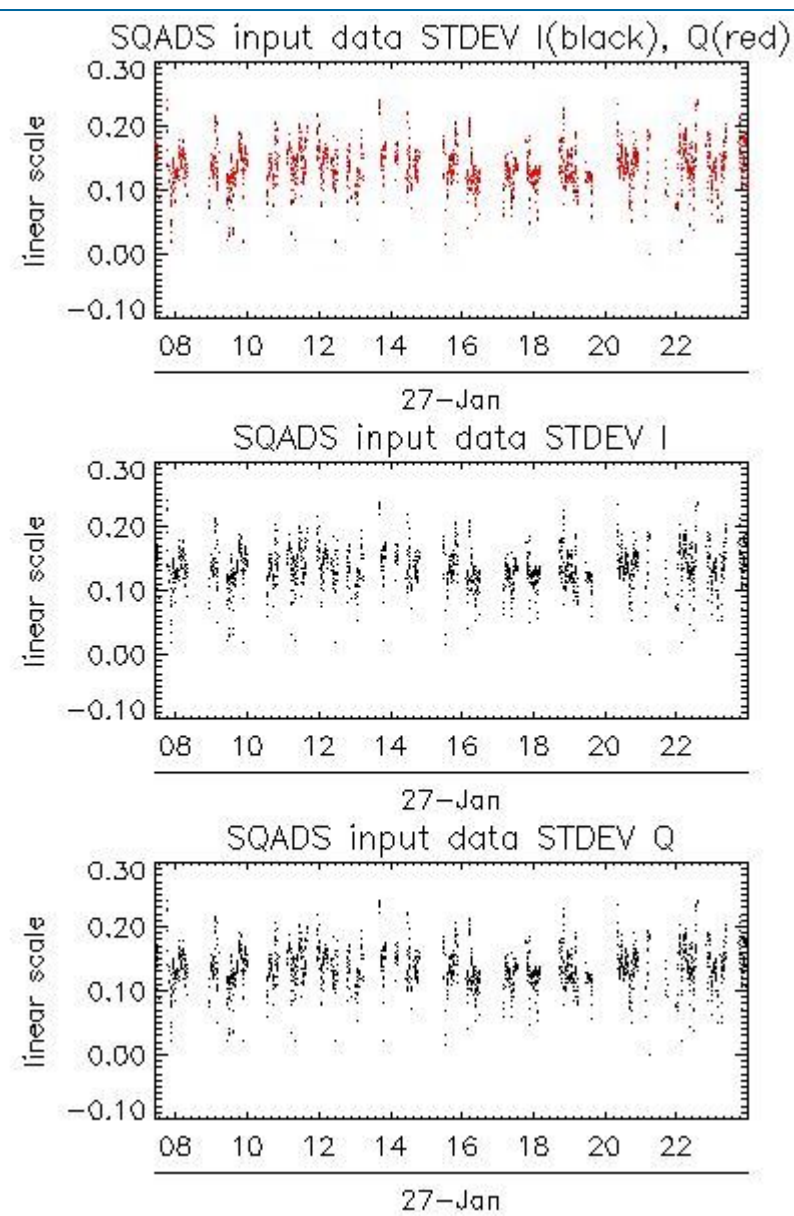 SQADS input data STDEV I(black), Q(red)
0.30
0.20
0.10
0.00
−0.10
linear scale
08 10 12 14 16 18 20 22
27−Jan
SQADS input data STDEV I
0.30
0.20
0.10
0.00
−0.10
linear scale
08 10 12 14 16 18 20 22
27−Jan
SQADS input data STDEV Q
0.30
0.20
0.10
0.00
−0.10
linear scale
08 10 12 14 16 18 20 22
27−Jan